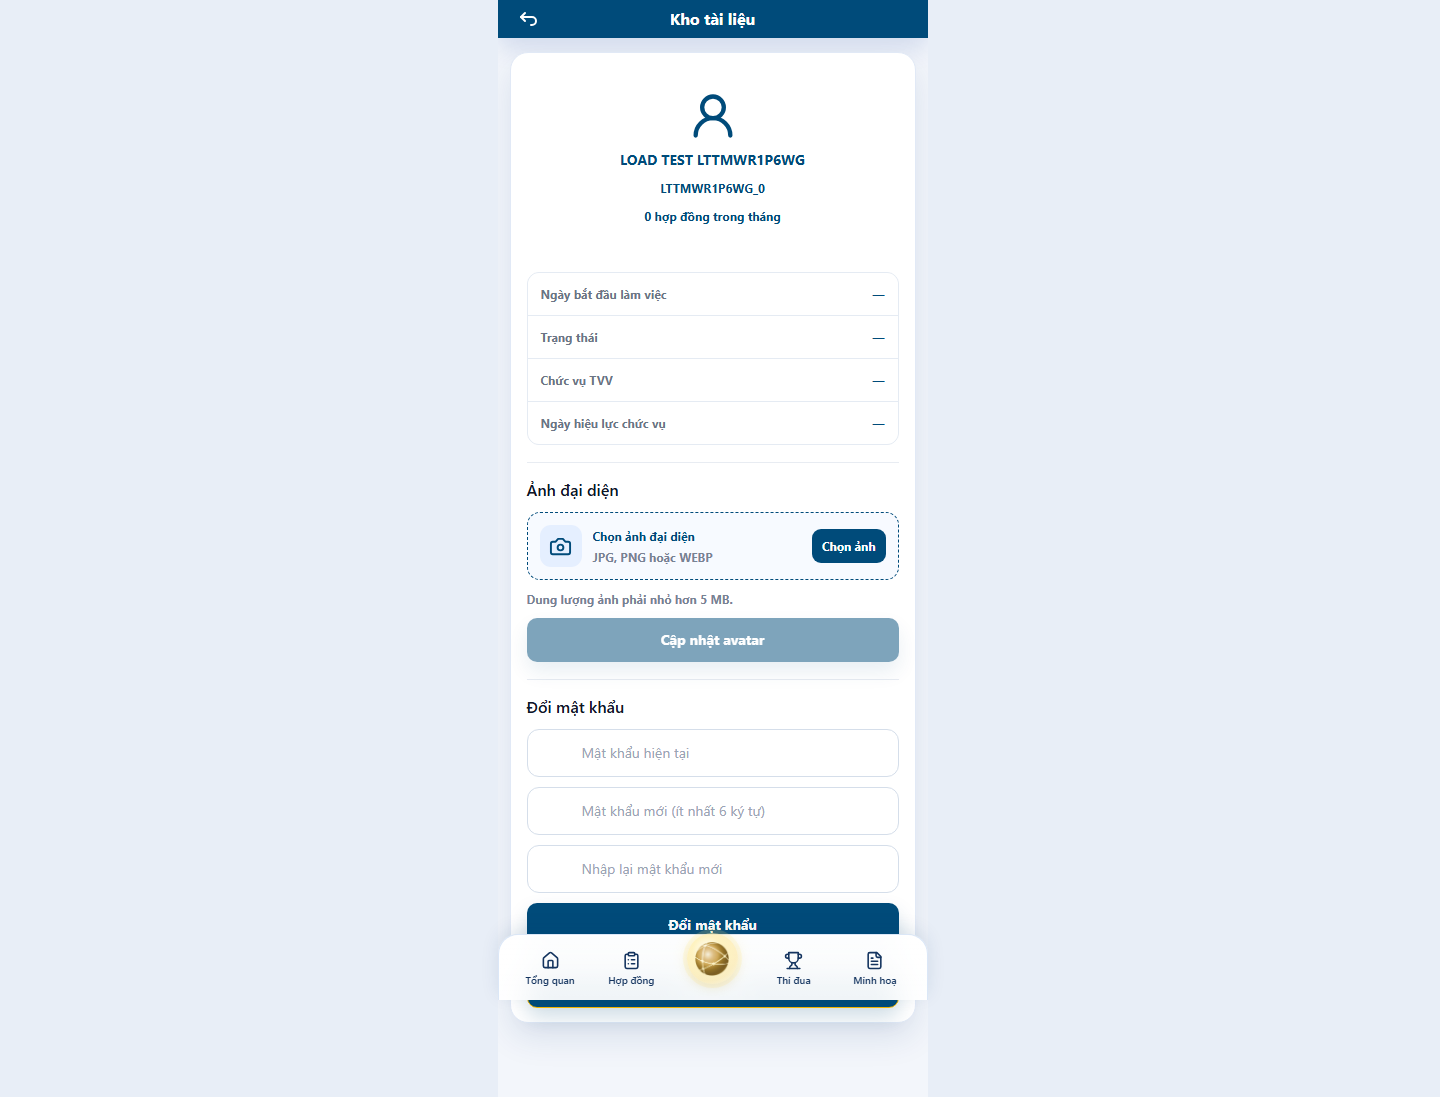 Kho tài liệu
LOAD TEST LTTMWR1P6WG
LTTMWR1P6WG_0
0 hợp đồng trong tháng
Ngày bắt đầu làm việc —
Trạng thái —
Chức vụ TVV —
Ngày hiệu lực chức vụ —
Ảnh đại diện
Chọn ảnh đại diện
JPG, PNG hoặc WEBP
Chọn ảnh
Dung lượng ảnh phải nhỏ hơn 5 MB.
Cập nhật avatar
Đổi mật khẩu
Mật khẩu hiện tại
Mật khẩu mới (ít nhất 6 ký tự)
Nhập lại mật khẩu mới
Đổi mật khẩu
Tổng quan
Hợp đồng
Thi đua
Minh hoạ